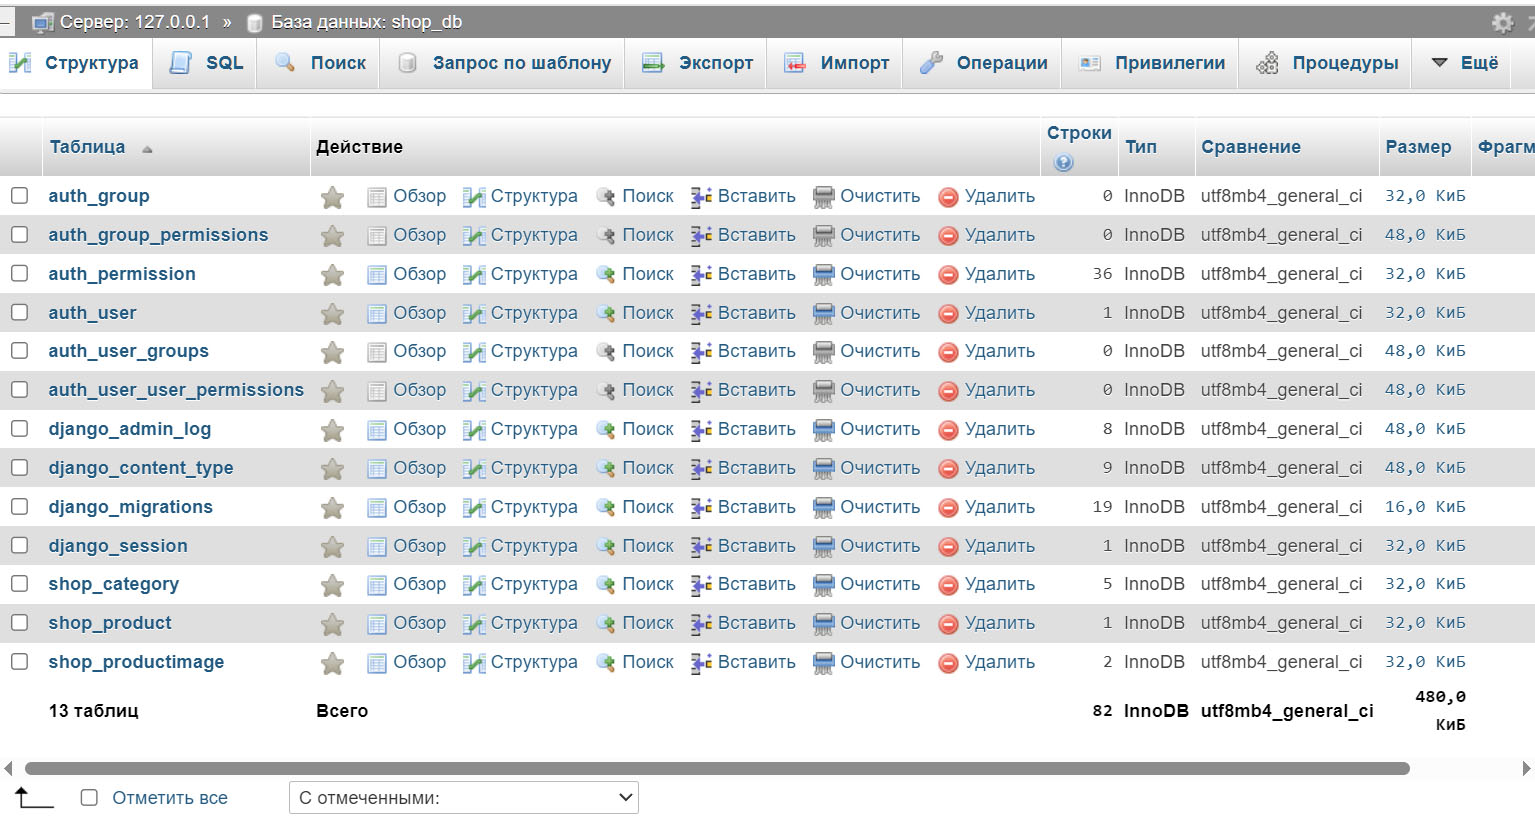 Сервер: 127.0.0.1 » База данных: shop_db
Структура SQL Поиск Запрос по шаблону Экспорт Импорт Операции Привилегии Процедуры Ещё
Таблица Действие Строки Тип Сравнение Размер Фрагм
auth_group Обзор Структура Поиск Вставить Очистить Удалить 0 InnoDB utf8mb4_general_ci 32,0 КиБ
auth_group_permissions Обзор Структура Поиск Вставить Очистить Удалить 0 InnoDB utf8mb4_general_ci 48,0 КиБ
auth_permission Обзор Структура Поиск Вставить Очистить Удалить 36 InnoDB utf8mb4_general_ci 32,0 КиБ
auth_user Обзор Структура Поиск Вставить Очистить Удалить 1 InnoDB utf8mb4_general_ci 32,0 КиБ
auth_user_groups Обзор Структура Поиск Вставить Очистить Удалить 0 InnoDB utf8mb4_general_ci 48,0 КиБ
auth_user_user_permissions Обзор Структура Поиск Вставить Очистить Удалить 0 InnoDB utf8mb4_general_ci 48,0 КиБ
django_admin_log Обзор Структура Поиск Вставить Очистить Удалить 8 InnoDB utf8mb4_general_ci 48,0 КиБ
django_content_type Обзор Структура Поиск Вставить Очистить Удалить 9 InnoDB utf8mb4_general_ci 48,0 КиБ
django_migrations Обзор Структура Поиск Вставить Очистить Удалить 19 InnoDB utf8mb4_general_ci 16,0 КиБ
django_session Обзор Структура Поиск Вставить Очистить Удалить 1 InnoDB utf8mb4_general_ci 32,0 КиБ
shop_category Обзор Структура Поиск Вставить Очистить Удалить 5 InnoDB utf8mb4_general_ci 32,0 КиБ
shop_product Обзор Структура Поиск Вставить Очистить Удалить 1 InnoDB utf8mb4_general_ci 32,0 КиБ
shop_productimage Обзор Структура Поиск Вставить Очистить Удалить 2 InnoDB utf8mb4_general_ci 32,0 КиБ
13 таблиц Всего 82 InnoDB utf8mb4_general_ci 480,0
КиБ
Отметить все С отмеченными: